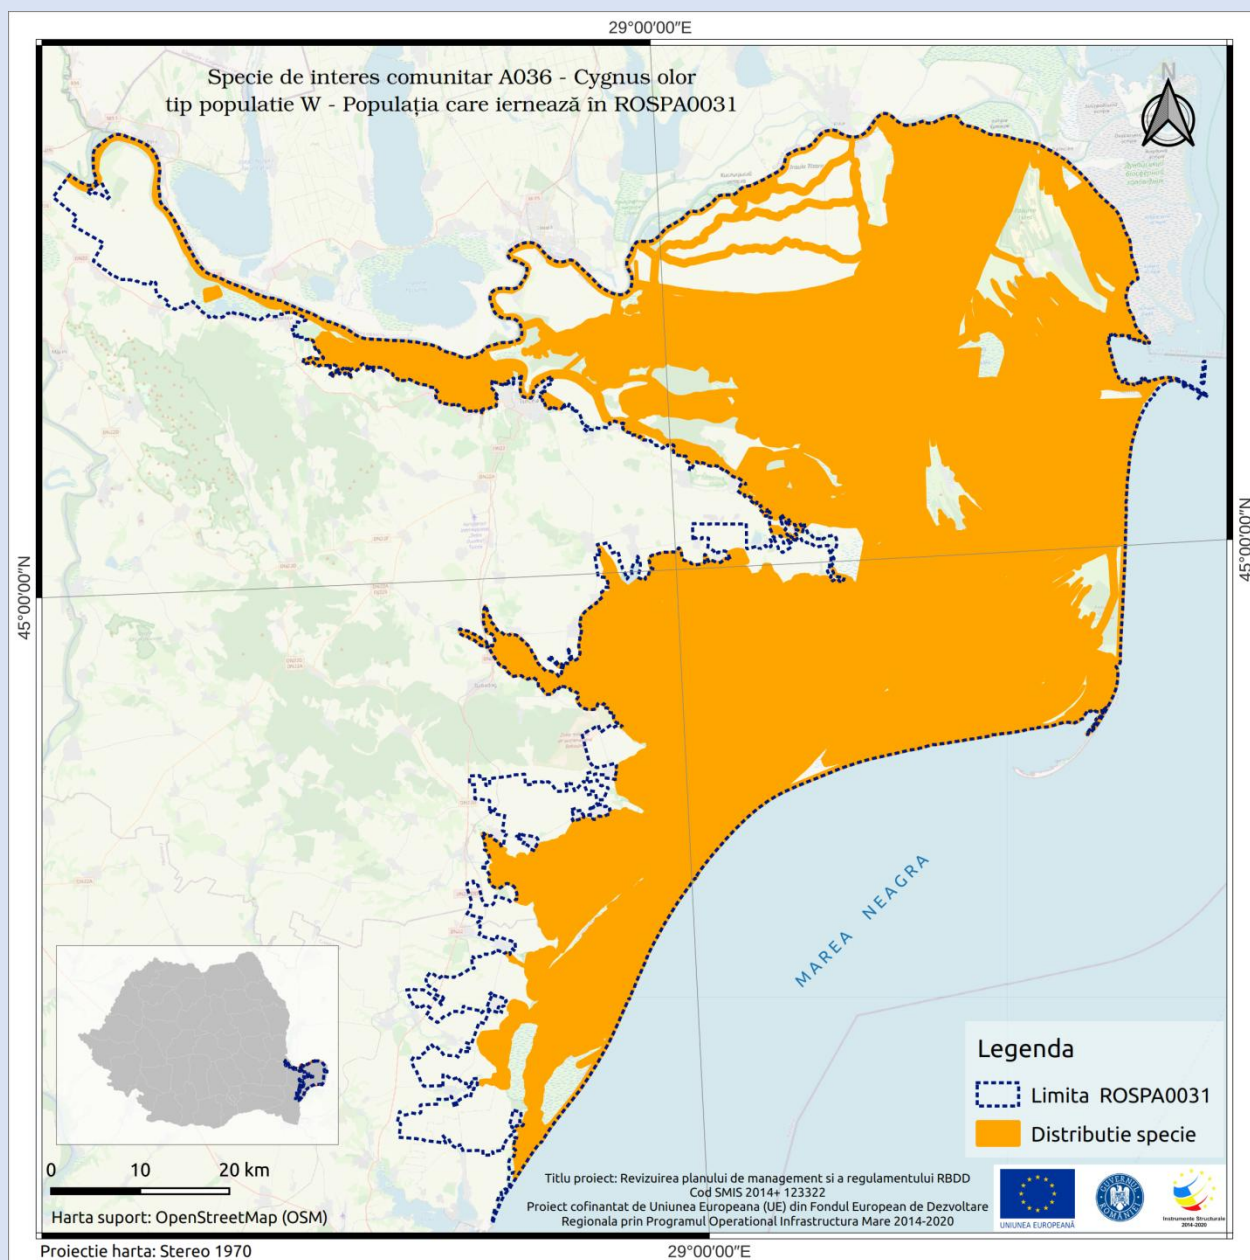 29°00′00″E
Specie de interes comunitar A036 - Cygnus olor
tip populatie W - Populația care iernează în ROSPA0031
N
45°00′00″N
45°00′00″N
MAREA NEAGRA
Legenda
Limita ROSPA0031
Distributie specie
0 10 20 km
Harta suport: OpenStreetMap (OSM)
Titlu proiect: Revizuirea planului de management si a regulamentului RBDD
Cod SMIS 2014+ 123322
Proiect cofinantat de Uniunea Europeana (UE) din Fondul European de Dezvoltare
Regionala prin Programul Operational Infrastructura Mare 2014-2020
UNIUNEA EUROPEANĂ
GUVERNUL ROMÂNIEI
Instrumente Structurale
2014-2020
Proiectie harta: Stereo 1970
29°00′00″E